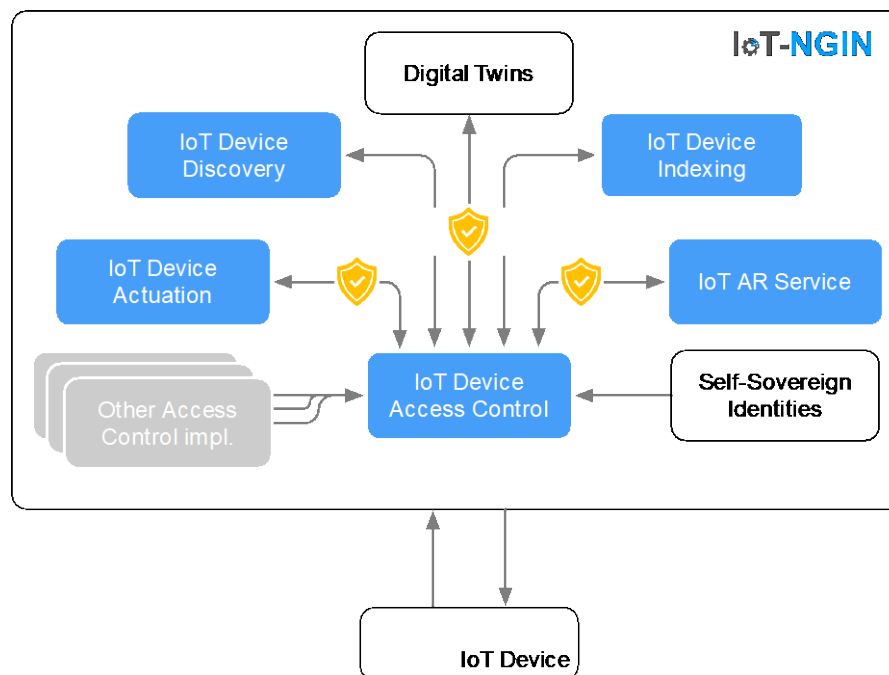 IoT-NGIN
Digital Twins
IoT Device
Discovery
IoT Device
Indexing
IoT Device
Actuation
IoT AR Service
Other Access
Control impl.
IoT Device
Access Control
Self-Sovereign
Identities
IoT Device